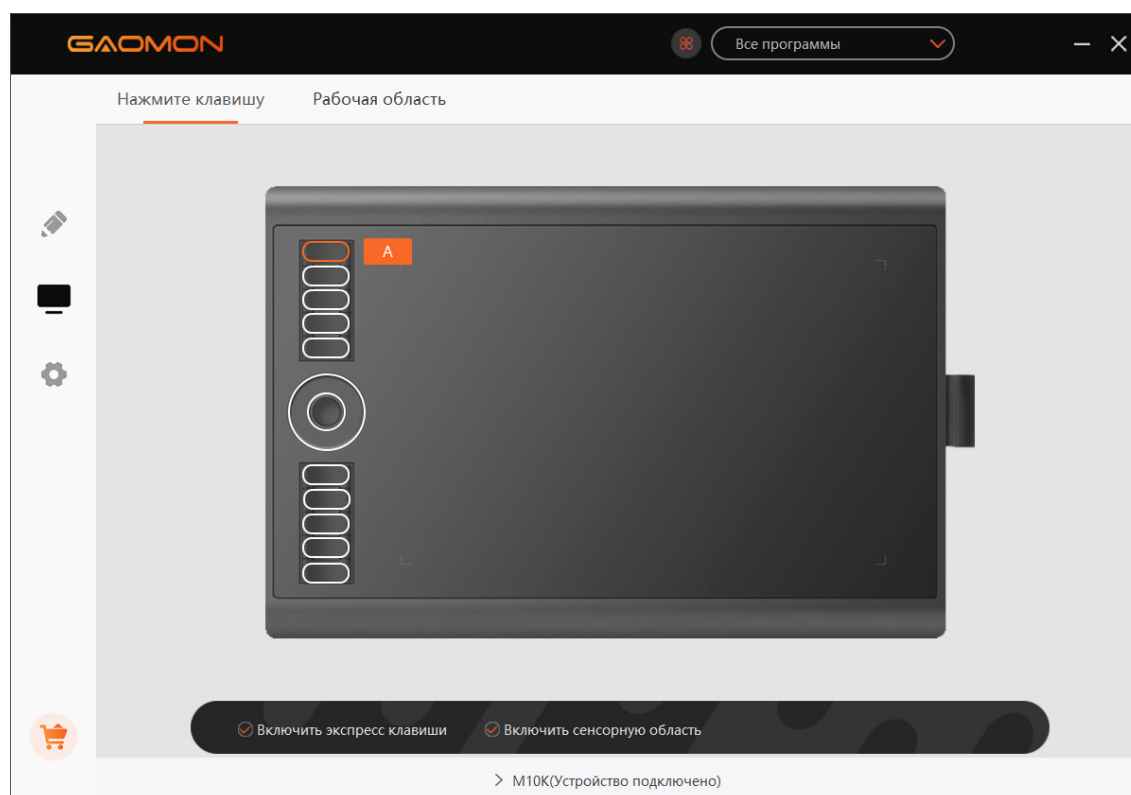 GAOMON
Все программы
Нажмите клавишу
Рабочая область
A
Включить экспресс клавиши
Включить сенсорную область
M10K(Устройство подключено)